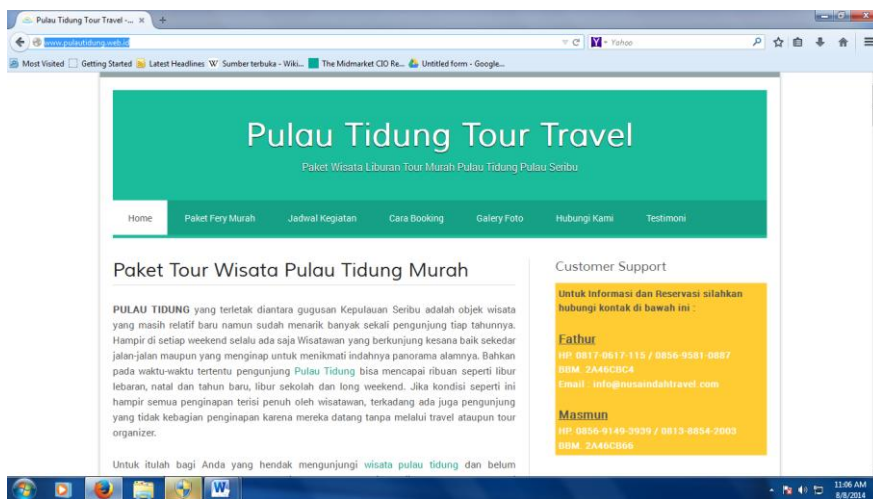 Pulau Tidung Tour Travel -...
www.pulautidung.web.id
Yahoo
Most Visited
Getting Started
Latest Headlines
Sumber terbuka - Wiki...
The Midmarket CIO Re...
Untitled form - Google...
Pulau Tidung Tour Travel
Paket Wisata Liburan Tour Murah Pulau Tidung Pulau Seribu
Home
Paket Fery Murah
Jadwal Kegiatan
Cara Booking
Galery Foto
Hubungi Kami
Testimoni
Paket Tour Wisata Pulau Tidung Murah
PULAU TIDUNG yang terletak diantara gugusan Kepulauan Seribu adalah objek wisata
yang masih relatif baru namun sudah menarik banyak sekali pengunjung tiap tahunnya.
Hampir di setiap weekend selalu ada saja Wisatawan yang berkunjung kesana baik sekedar
jalan-jalan maupun yang menginap untuk menikmati indahnya panorama alamnya. Bahkan
pada waktu-waktu tertentu pengunjung Pulau Tidung bisa mencapai ribuan seperti libur
lebaran, natal dan tahun baru, libur sekolah dan long weekend. Jika kondisi seperti ini
hampir semua penginapan terisi penuh oleh wisatawan, terkadang ada juga pengunjung
yang tidak kebagian penginapan karena mereka datang tanpa melalui travel ataupun tour
organizer.
Untuk itulah bagi Anda yang hendak mengunjungi wisata pulau tidung dan belum
Customer Support
Untuk Informasi dan Reservasi silahkan
hubungi kontak di bawah ini :
Fathur
HP. 0817-0617-115 / 0856-9581-0887
BBM. 2A46CBC4
Email : info@nusaindahtravel.com
Masmun
HP. 0856-9149-3939 / 0813-8854-2003
BBM. 2A46CB66
11:06 AM
8/8/2014